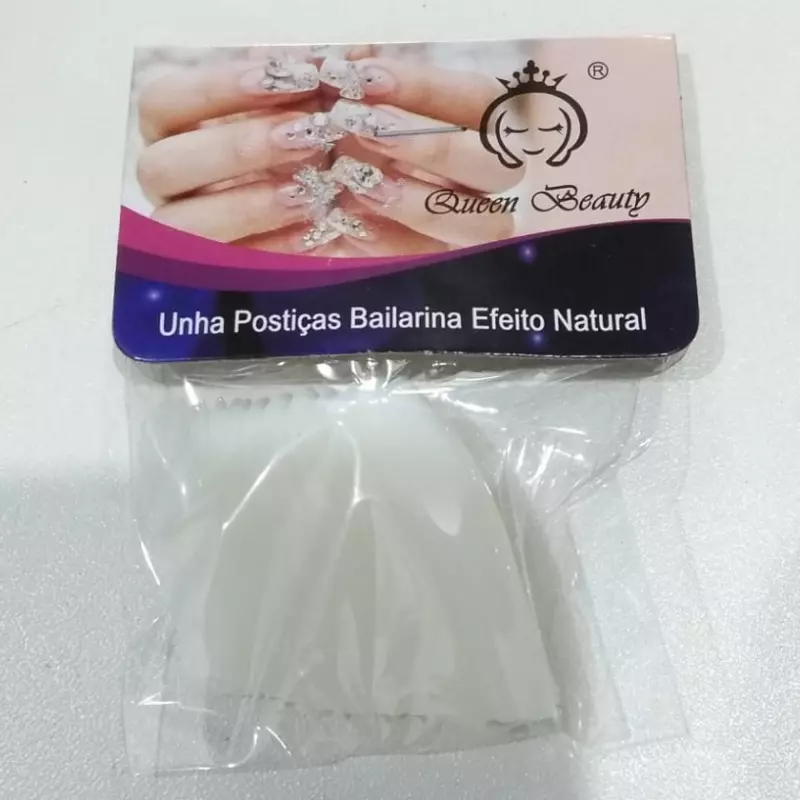 ®
Queen Beauty
Unha Postiças Bailarina Efeito Natural